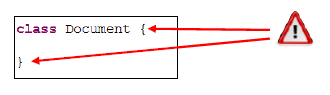 class Document {
}